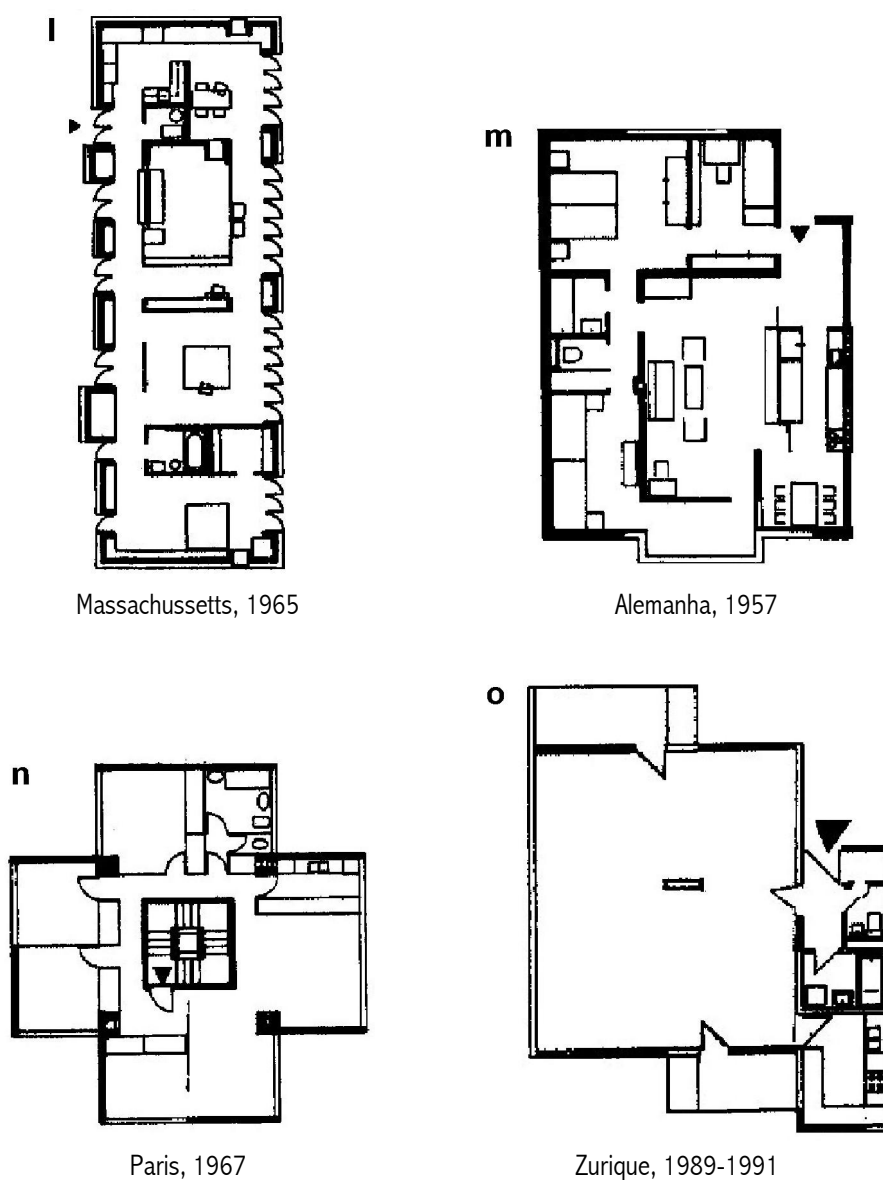 l
m
Massachussetts, 1965
Alemanha, 1957
n
o
Paris, 1967
Zurique, 1989-1991